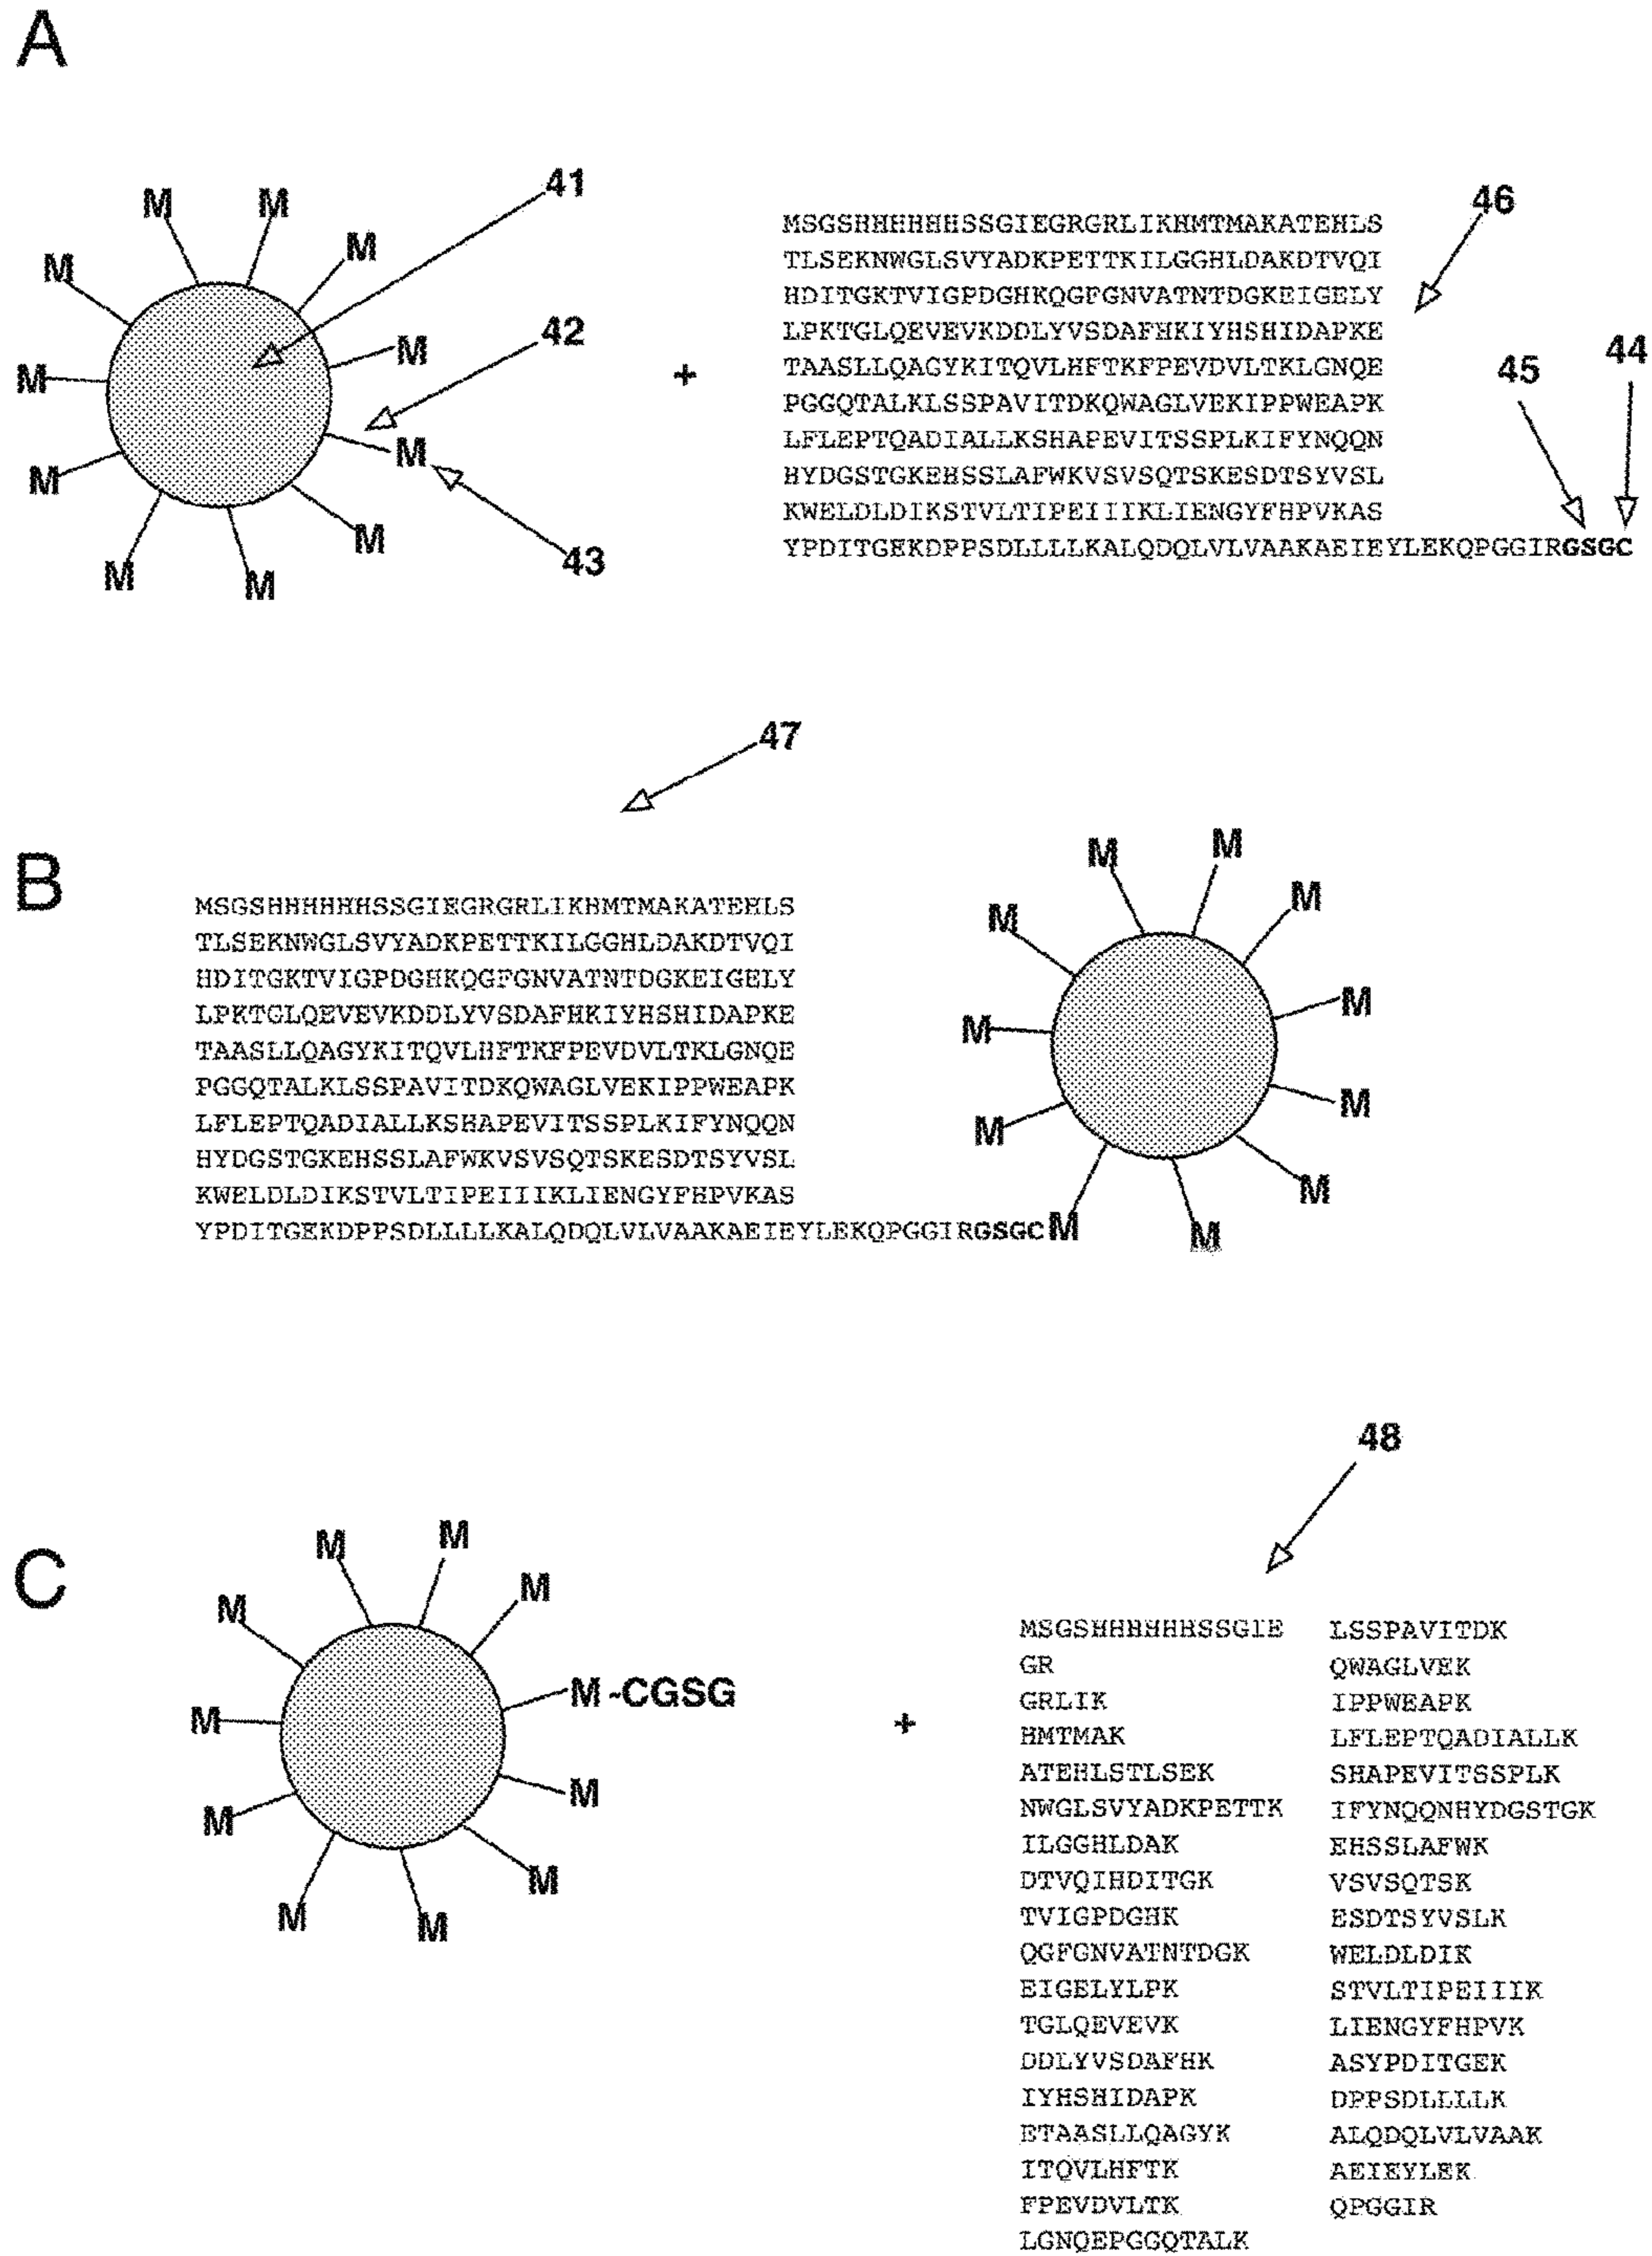 A
41
M M
M
M
46
42
M
M
44
45
M
M
43
M
M
M
+
MSGSHHHHHHSSGIEGRGRLIKHMTMAKATEHLS
TLSEKNWGLSVYADKPETTKILGGHLDAKDTVQI
HDITGKTVIGPDGHKQGFGNVATNTDGKEIGELY
LPKTGLQEVEVKDDLYVSDAFHKIYHSHIDAPKE
TAASLLQAGYKITQVLHFTKFPEVDVLTKLGNQE
PGGQTALKLSSPAVITDKQWAGLVEKIPPWEAPK
LFLEPTQADIALLKSHAPEVITSSPLKIFYNQQN
HYDGSTGKEHSSLAFWKVSVSQTSKESDTSYVSL
KWELDLDIKSTVLTIPEIIIKLIENGYFHPVKAS
YPDITGEKDPPSDLLLLKALQDQLVLVAAKAEIEYLEKQPGGIRGSGC
47
B
MSGSHHHHHHSSGIEGRGRLIKHMTMAKATEHLS
TLSEKNWGLSVYADKPETTKILGGHLDAKDTVQI
HDITGKTVIGPDGHKQGFGNVATNTDGKEIGELY
LPKTGLQEVEVKDDLYVSDAFHKIYHSHIDAPKE
TAASLLQAGYKITQVLHFTKFPEVDVLTKLGNQE
PGGQTALKLSSPAVITDKQWAGLVEKIPPWEAPK
LFLEPTQADIALLKSHAPEVITSSPLKIFYNQQN
HYDGSTGKEHSSLAFWKVSVSQTSKESDTSYVSL
KWELDLDIKSTVLTIPEIIIKLIENGYFHPVKAS
YPDITGEKDPPSDLLLLKALQDQLVLVAAKAEIEYLEKQPGGIRGSGCM
M M
M
M
M
M
M
M
M
M
48
C
M M
M
M
M ~CGSG
M
M
M
M
M
M
+
MSGSHHHHHHSSGIE
GR
GRLIK
HMTMAK
ATEHLSTLSEK
NWGLSVYADKPETTK
ILGGHLDAK
DTVQIHDITGK
TVIGPDGHK
QGFGNVATNTDGK
EIGELYLPK
TGLQEVEVK
DDLYVSDAFHK
IYHSHIDAPK
ETAASLLQAGYK
ITQVLHFTK
FPEVDVLTK
LGNQEPGGQTALK
LSSPAVITDK
QWAGLVEK
IPPWEAPK
LFLEPTQADIALLK
SHAPEVITSSPLK
IFYNQQNHYDGSTGK
EHSSLAFWK
VSVSQTSK
ESDTSYVSLK
WELDLDIK
STVLTIPEIIIK
LIENGYFHPVK
ASYPDITGEK
DPPSDLLLLK
ALQDQLVLVAAK
AEIEYLEK
QPGGIR